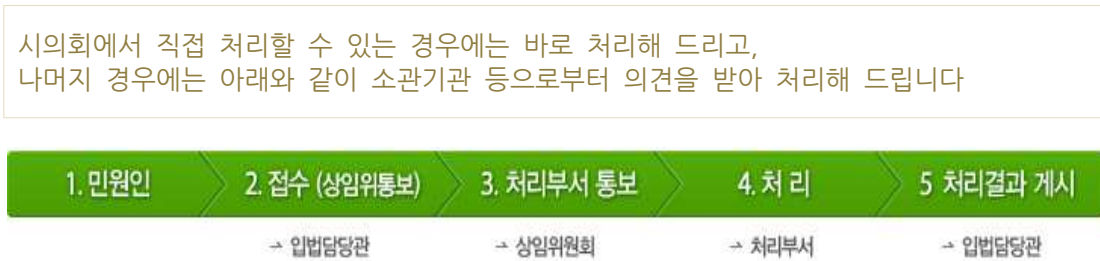 시의회에서 직접 처리할 수 있는 경우에는 바로 처리해 드리고,
나머지 경우에는 아래와 같이 소관기관 등으로부터 의견을 받아 처리해 드립니다
1. 민원인 2. 접수 (상임위통보) 3. 처리부서 통보 4. 처 리 5 처리결과 게시
→ 입법담당관 → 상임위원회 → 처리부서 → 입법담당관